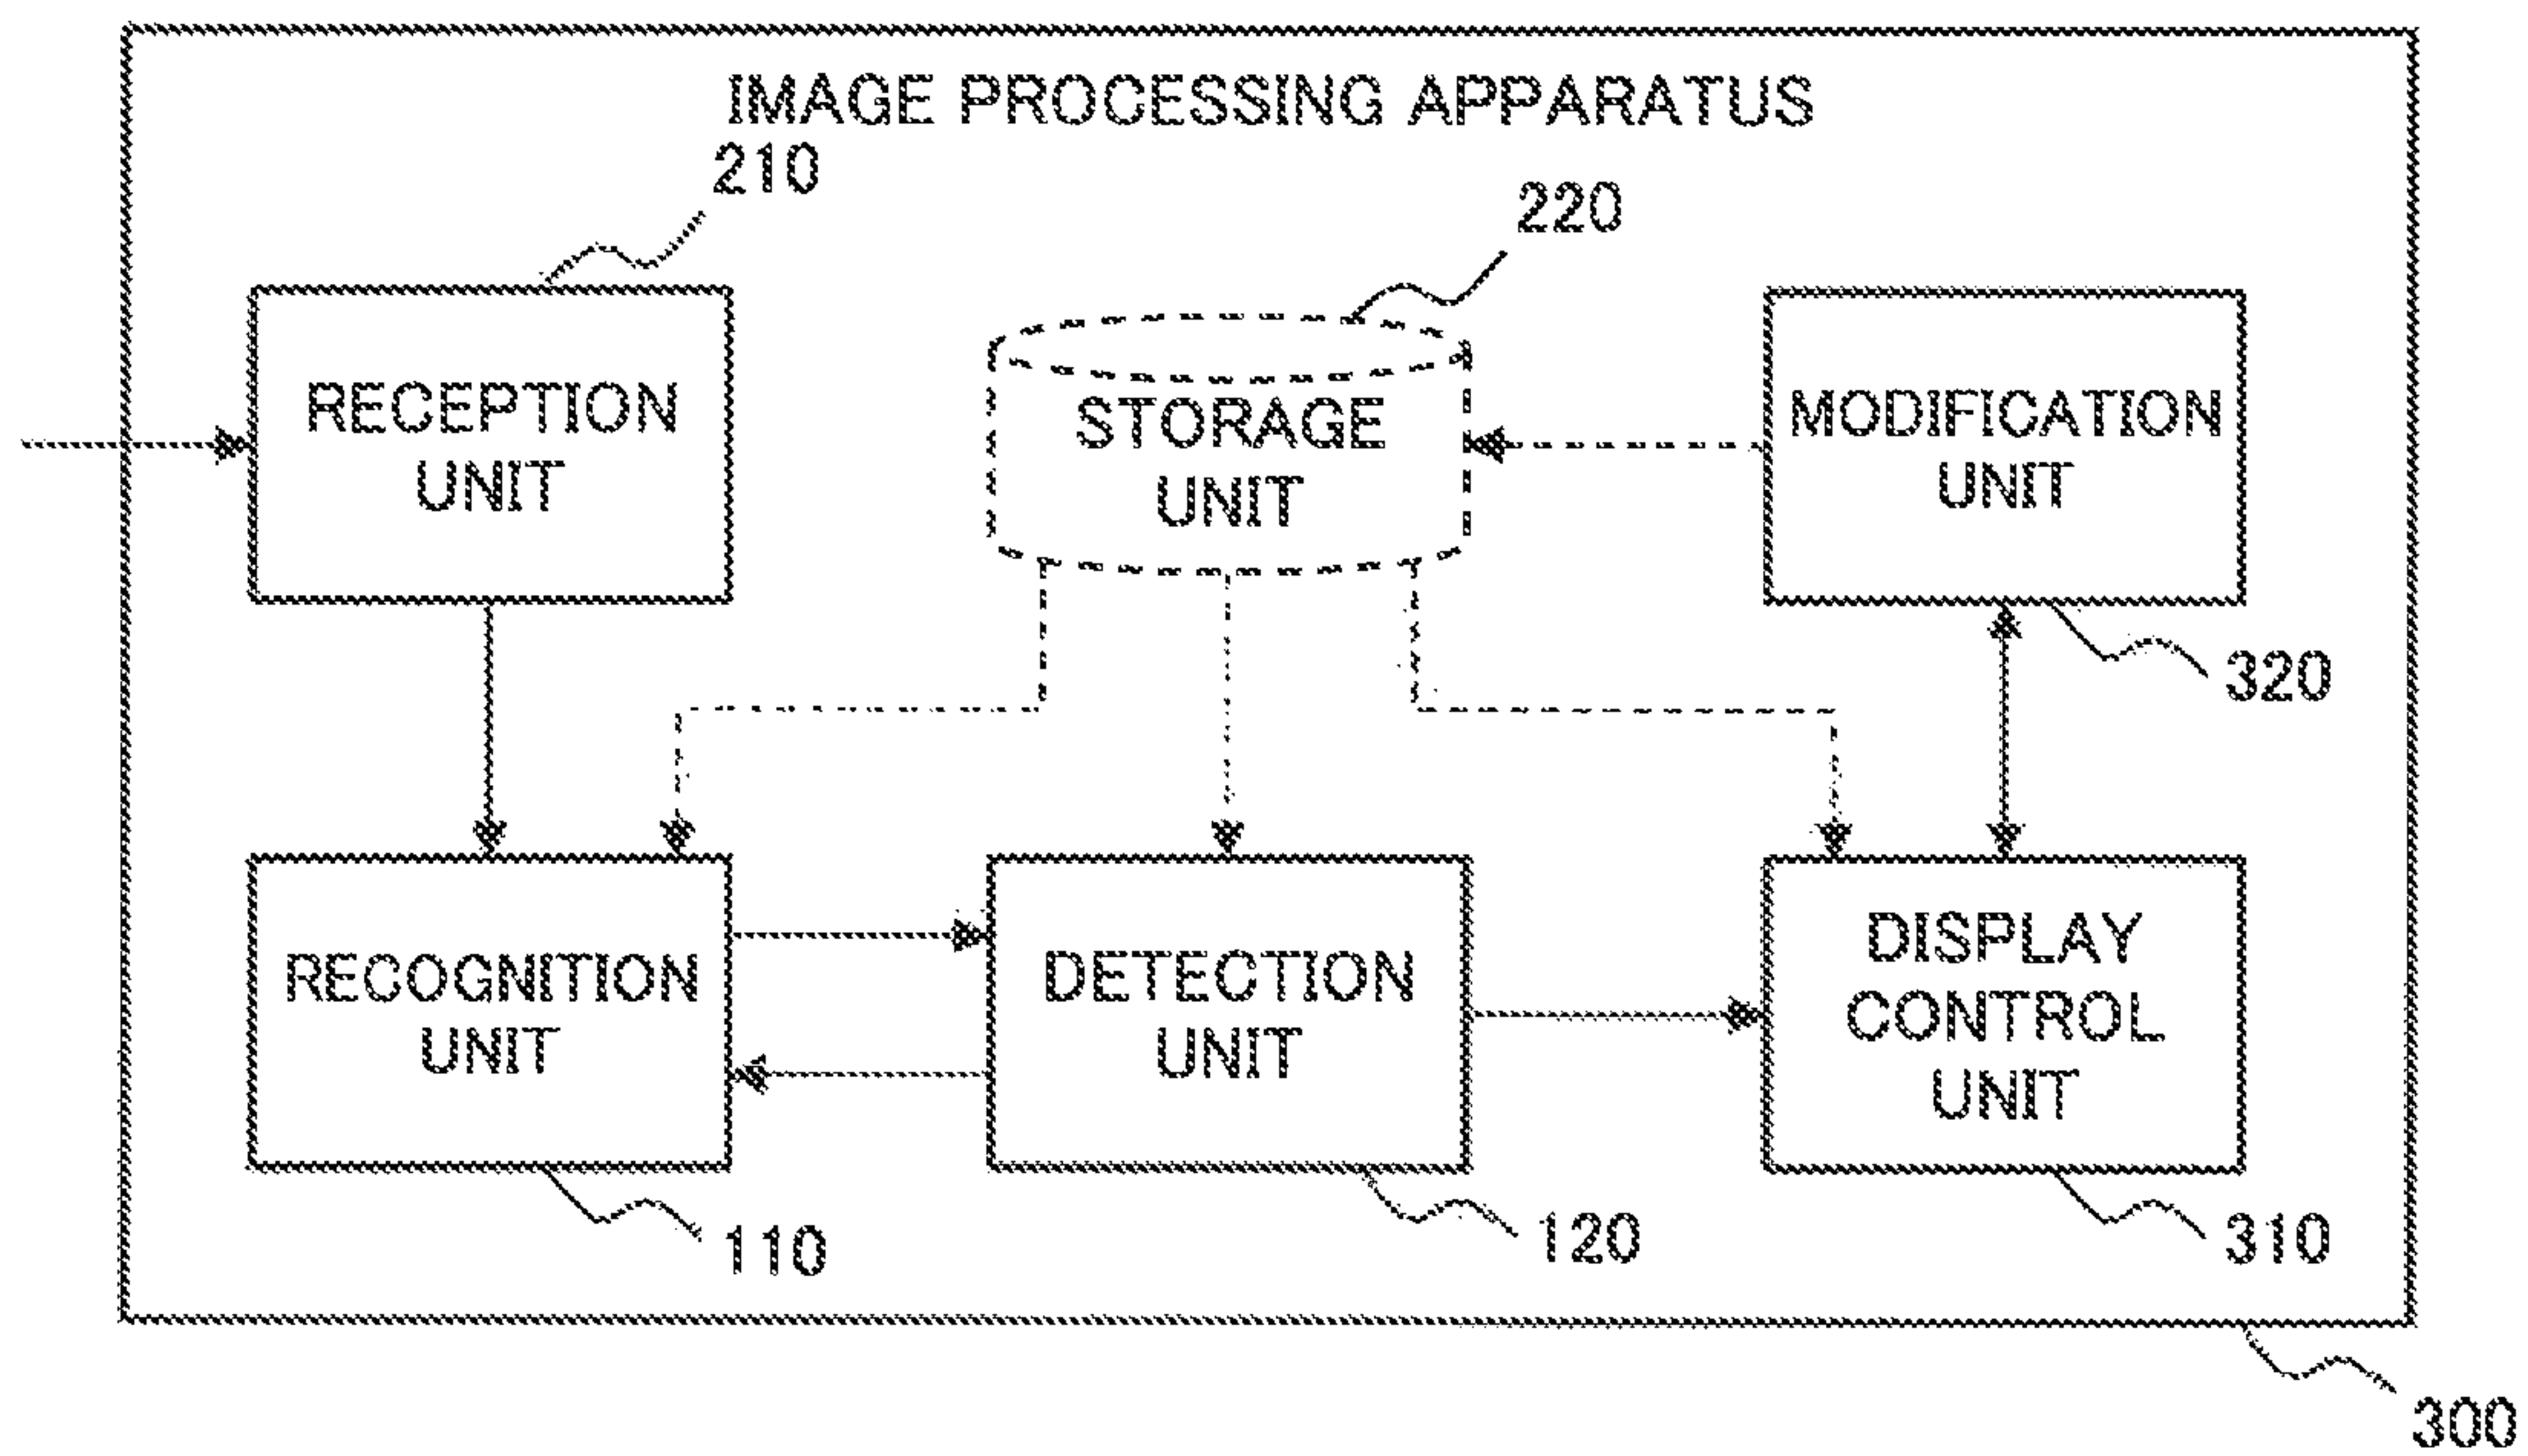 IMAGE PROCESSING APPARATUS
210
220
RECEPTION
UNIT
STORAGE
UNIT
MODIFICATION
UNIT
320
RECOGNITION
UNIT
DETECTION
UNIT
DISPLAY
CONTROL
UNIT
110
120
310
300